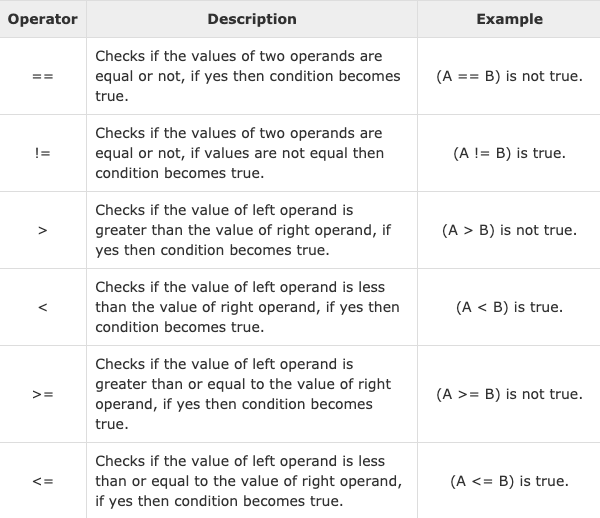 Operator Description Example
Checks if the values of two operands are
== equal or not, if yes then condition becomes (A == B) is not true.
true.
Checks if the values of two operands are
!= equal or not, if values are not equal then (A != B) is true.
condition becomes true.
Checks if the value of left operand is
> greater than the value of right operand, if (A > B) is not true.
yes then condition becomes true.
Checks if the value of left operand is less
< than the value of right operand, if yes then (A < B) is true.
condition becomes true.
Checks if the value of left operand is
greater than or equal to the value of right
>= operand, if yes then condition becomes (A >= B) is not true.
true.
Checks if the value of left operand is less
<= than or equal to the value of right operand, (A <= B) is true.
if yes then condition becomes true.